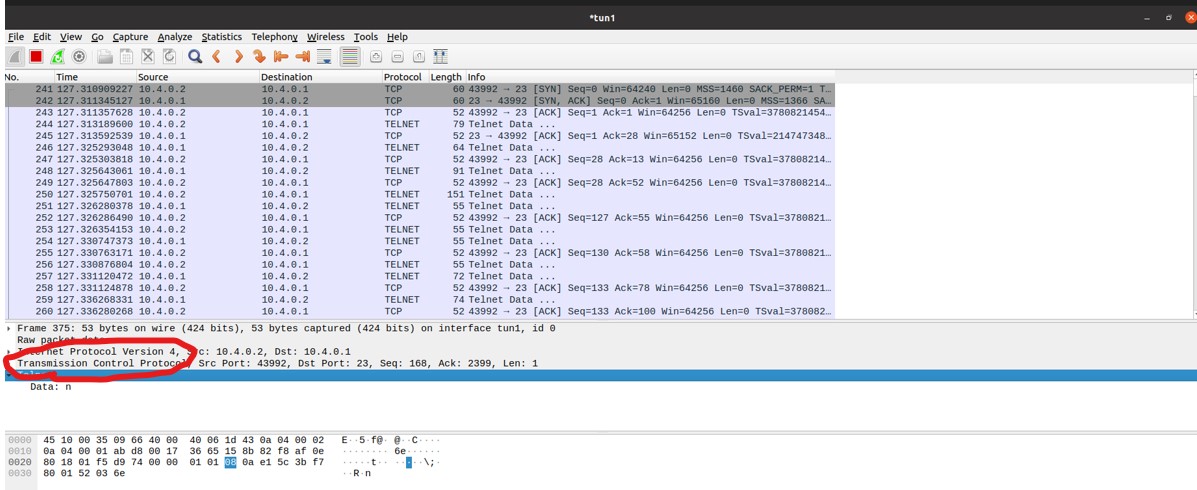 *tun1
File Edit View Go Capture Analyze Statistics Telephony Wireless Tools Help
No. Time Source Destination Protocol Length Info
241 127.310909227 10.4.0.2 10.4.0.1 TCP 60 43992 → 23 [SYN] Seq=0 Win=64240 Len=0 MSS=1460 SACK_PERM=1 T…
242 127.311345127 10.4.0.1 10.4.0.2 TCP 60 23 → 43992 [SYN, ACK] Seq=0 Ack=1 Win=65160 Len=0 MSS=1366 SA…
243 127.311357628 10.4.0.2 10.4.0.1 TCP 52 43992 → 23 [ACK] Seq=1 Ack=1 Win=64256 Len=0 TSval=3780821454…
244 127.313189600 10.4.0.2 10.4.0.1 TELNET 79 Telnet Data ...
245 127.313592539 10.4.0.1 10.4.0.2 TCP 52 23 → 43992 [ACK] Seq=1 Ack=28 Win=65152 Len=0 TSval=214747348…
246 127.325293048 10.4.0.1 10.4.0.2 TELNET 64 Telnet Data ...
247 127.325303818 10.4.0.2 10.4.0.1 TCP 52 43992 → 23 [ACK] Seq=28 Ack=13 Win=64256 Len=0 TSval=37808214…
248 127.325643061 10.4.0.1 10.4.0.2 TELNET 91 Telnet Data ...
249 127.325647803 10.4.0.2 10.4.0.1 TCP 52 43992 → 23 [ACK] Seq=28 Ack=52 Win=64256 Len=0 TSval=37808214…
250 127.325750701 10.4.0.2 10.4.0.1 TELNET 151 Telnet Data ...
251 127.326280378 10.4.0.1 10.4.0.2 TELNET 55 Telnet Data ...
252 127.326286490 10.4.0.2 10.4.0.1 TCP 52 43992 → 23 [ACK] Seq=127 Ack=55 Win=64256 Len=0 TSval=3780821…
253 127.326354153 10.4.0.2 10.4.0.1 TELNET 55 Telnet Data ...
254 127.330747373 10.4.0.1 10.4.0.2 TELNET 55 Telnet Data ...
255 127.330763171 10.4.0.2 10.4.0.1 TCP 52 43992 → 23 [ACK] Seq=130 Ack=58 Win=64256 Len=0 TSval=3780821…
256 127.330876804 10.4.0.2 10.4.0.1 TELNET 55 Telnet Data ...
257 127.331120472 10.4.0.1 10.4.0.2 TELNET 72 Telnet Data ...
258 127.331124878 10.4.0.2 10.4.0.1 TCP 52 43992 → 23 [ACK] Seq=133 Ack=78 Win=64256 Len=0 TSval=3780821…
259 127.336268331 10.4.0.1 10.4.0.2 TELNET 74 Telnet Data ...
260 127.336280268 10.4.0.2 10.4.0.1 TCP 52 43992 → 23 [ACK] Seq=133 Ack=100 Win=64256 Len=0 TSval=378082…
Frame 375: 53 bytes on wire (424 bits), 53 bytes captured (424 bits) on interface tun1, id 0
Raw packet data
Internet Protocol Version 4, Src: 10.4.0.2, Dst: 10.4.0.1
Transmission Control Protocol, Src Port: 43992, Dst Port: 23, Seq: 168, Ack: 2399, Len: 1
Data: n
0000 45 10 00 35 09 66 40 00 40 06 1d 43 0a 04 00 02 E··5·f@· @··C····
0010 0a 04 00 01 ab d8 00 17 36 65 15 8b 82 f8 af 0e ········ 6e······
0020 80 18 01 f5 d9 74 00 00 01 01 08 0a e1 5c 3b f7 ·····t·· ·····\;·
0030 80 01 52 03 6e ··R·n